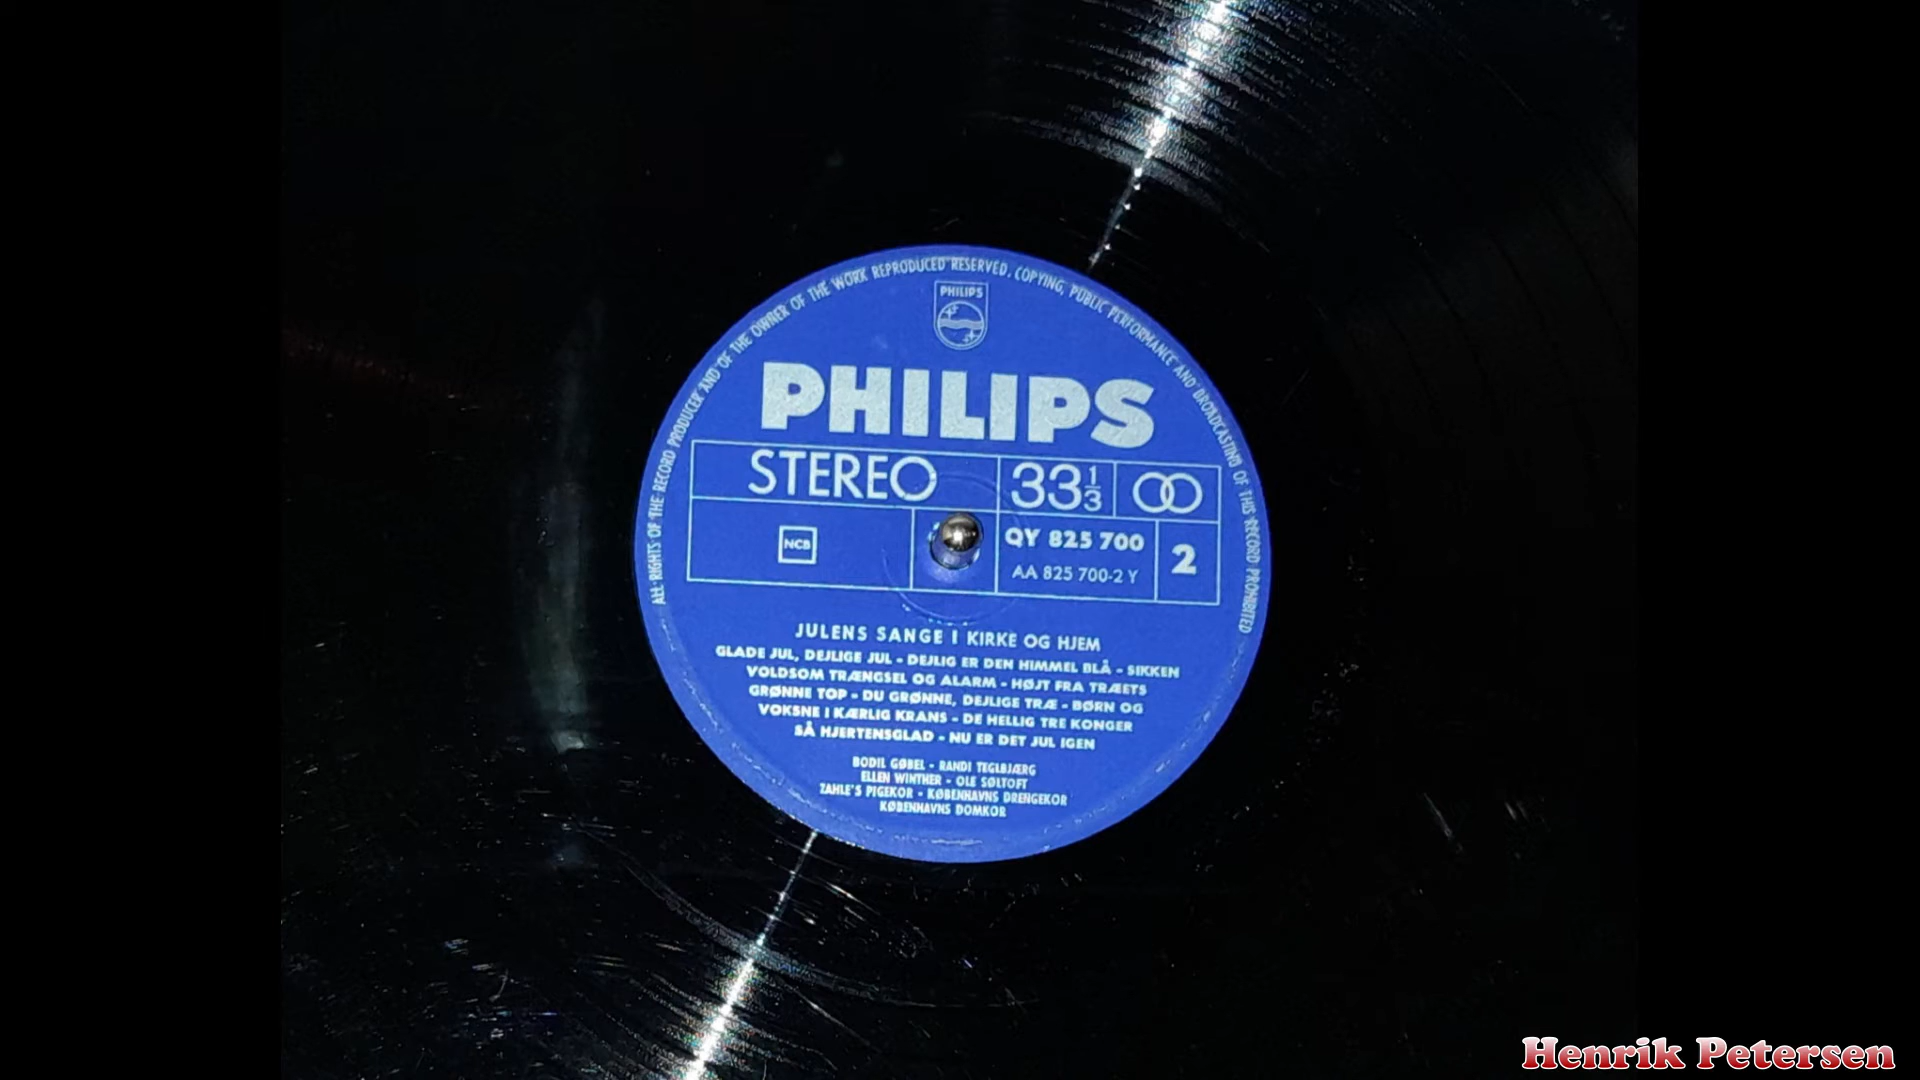 ALL RIGHTS OF THE RECORD PRODUCER AND OF THE OWNER OF THE WORK REPRODUCED RESERVED. COPYING, PUBLIC PERFORMANCE AND BROADCASTING OF THIS RECORD PROHIBITED
PHILIPS
PHILIPS
STEREO 33 1/3
NCB QY 825 700 2
AA 825 700-2 Y
JULENS SANGE I KIRKE OG HJEM
GLADE JUL, DEJLIGE JUL - DEJLIG ER DEN HIMMEL BLÅ - SIKKEN
VOLDSOM TRÆNGSEL OG ALARM - HØJT FRA TRÆETS
GRØNNE TOP - DU GRØNNE, DEJLIGE TRÆ - BØRN OG
VOKSNE I KÆRLIG KRANS - DE HELLIG TRE KONGER
SÅ HJERTENSGLAD - NU ER DET JUL IGEN
BODIL GØBEL - RANDI TEGLBJÆRG
ELLEN WINTHER - OLE SØLTOFT
ZAHLE'S PIGEKOR - KØBENHAVNS DRENGEKOR
KØBENHAVNS DOMKOR
Henrik Petersen